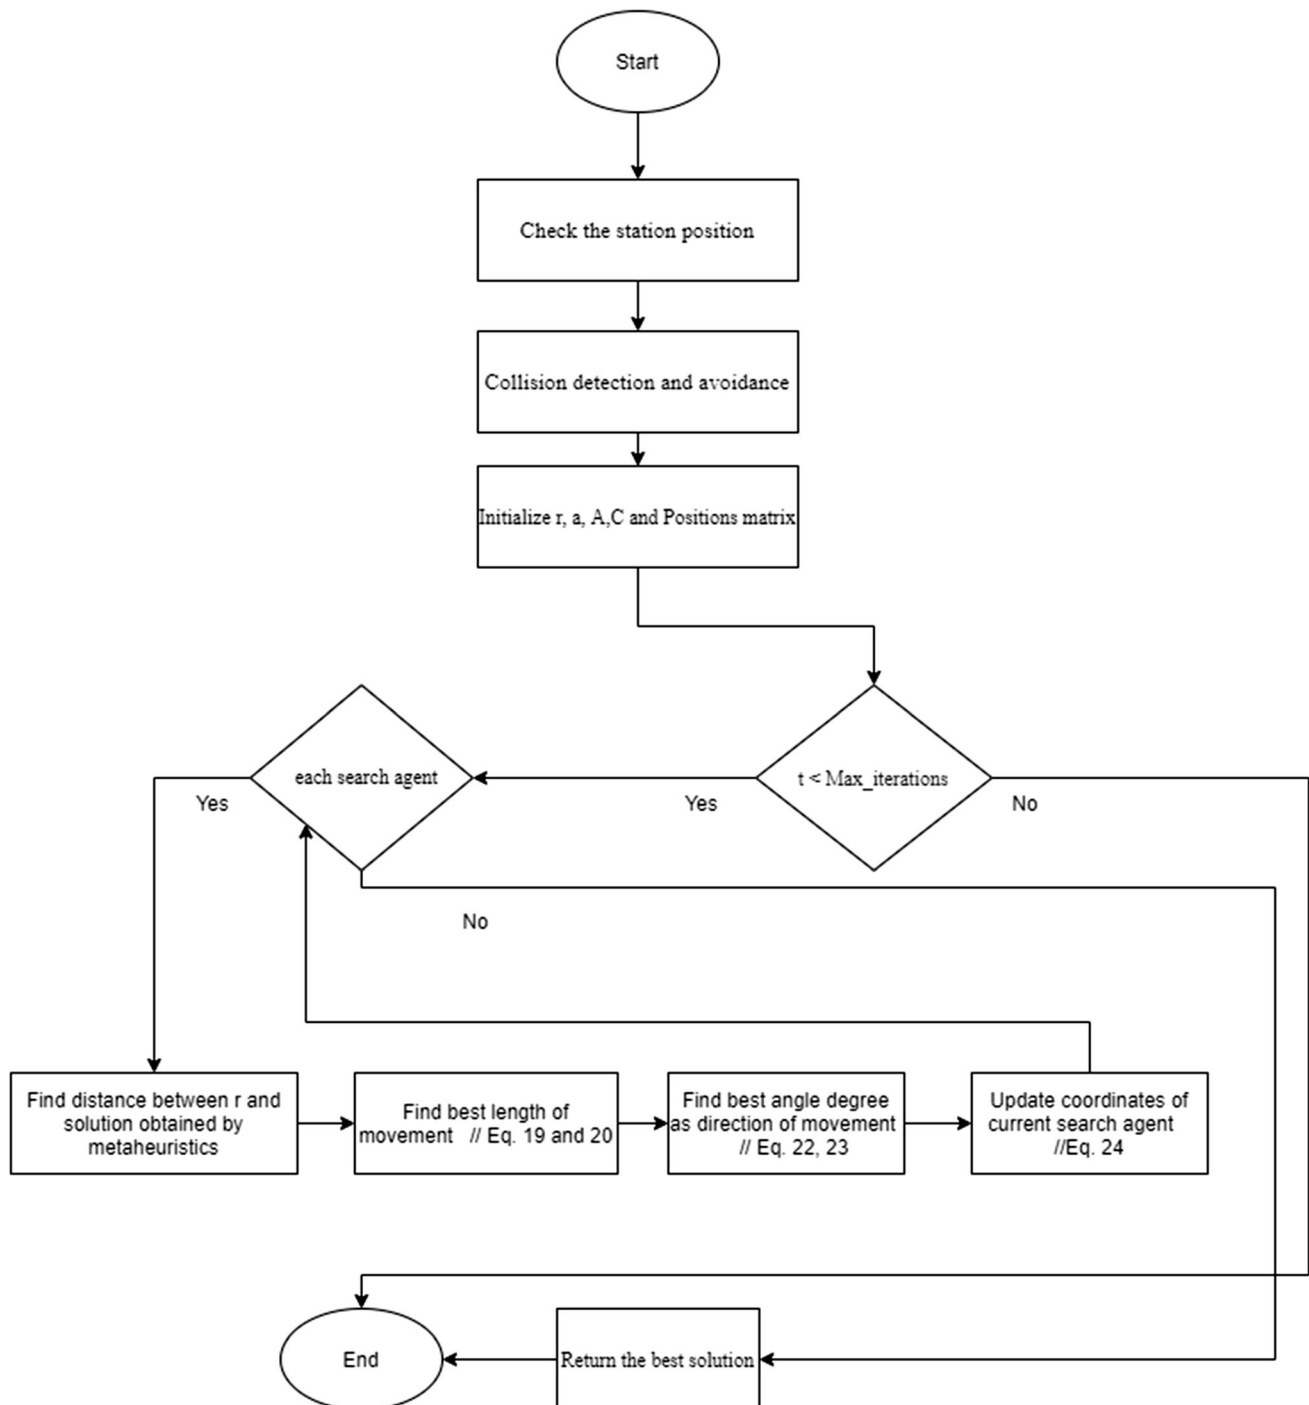 Start
Check the station position
Collision detection and avoidance
Initialize r, a, A,C and Positions matrix
each search agent
t < Max_iterations
Yes
Yes
No
No
Find distance between r and
solution obtained by
metaheuristics
Find best length of
movement // Eq. 19 and 20
Find best angle degree
as direction of movement
// Eq. 22, 23
Update coordinates of
current search agent
//Eq. 24
End
Return the best solution